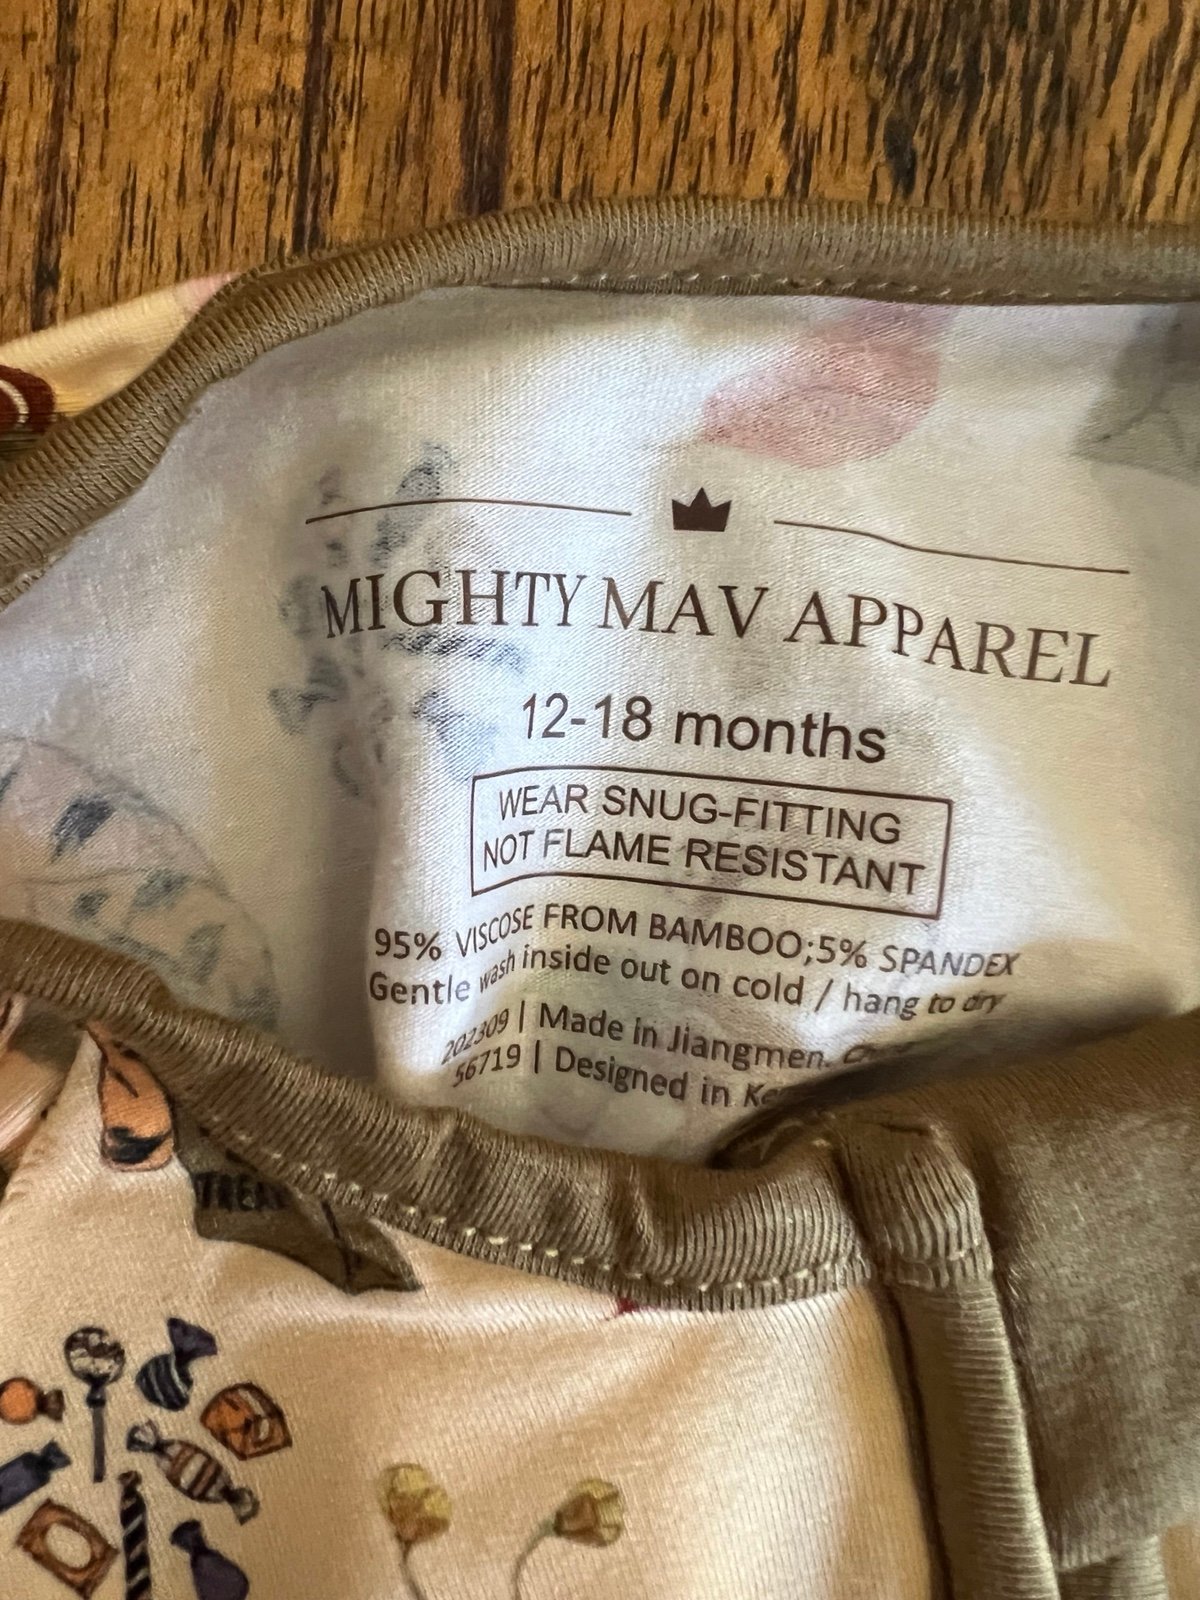 MIGHTY MAV APPAREL
12-18 months
WEAR SNUG-FITTING
NOT FLAME RESISTANT
95% VISCOSE FROM BAMBOO;5% SPANDEX
Gentle wash inside out on cold / hang to dry
202309 | Made in Jiangmen.
56719 | Designed in